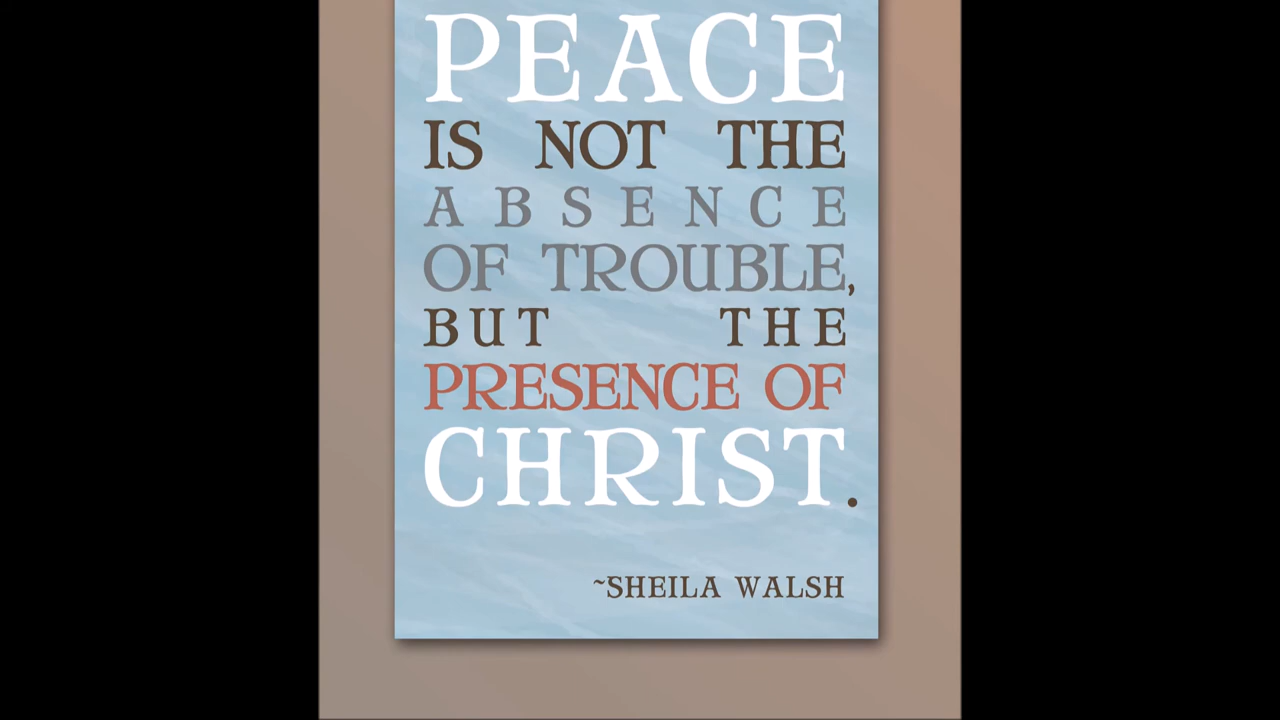 PEACE
IS NOT THE
ABSENCE
OF TROUBLE,
BUT THE
PRESENCE OF
CHRIST.
~SHEILA WALSH